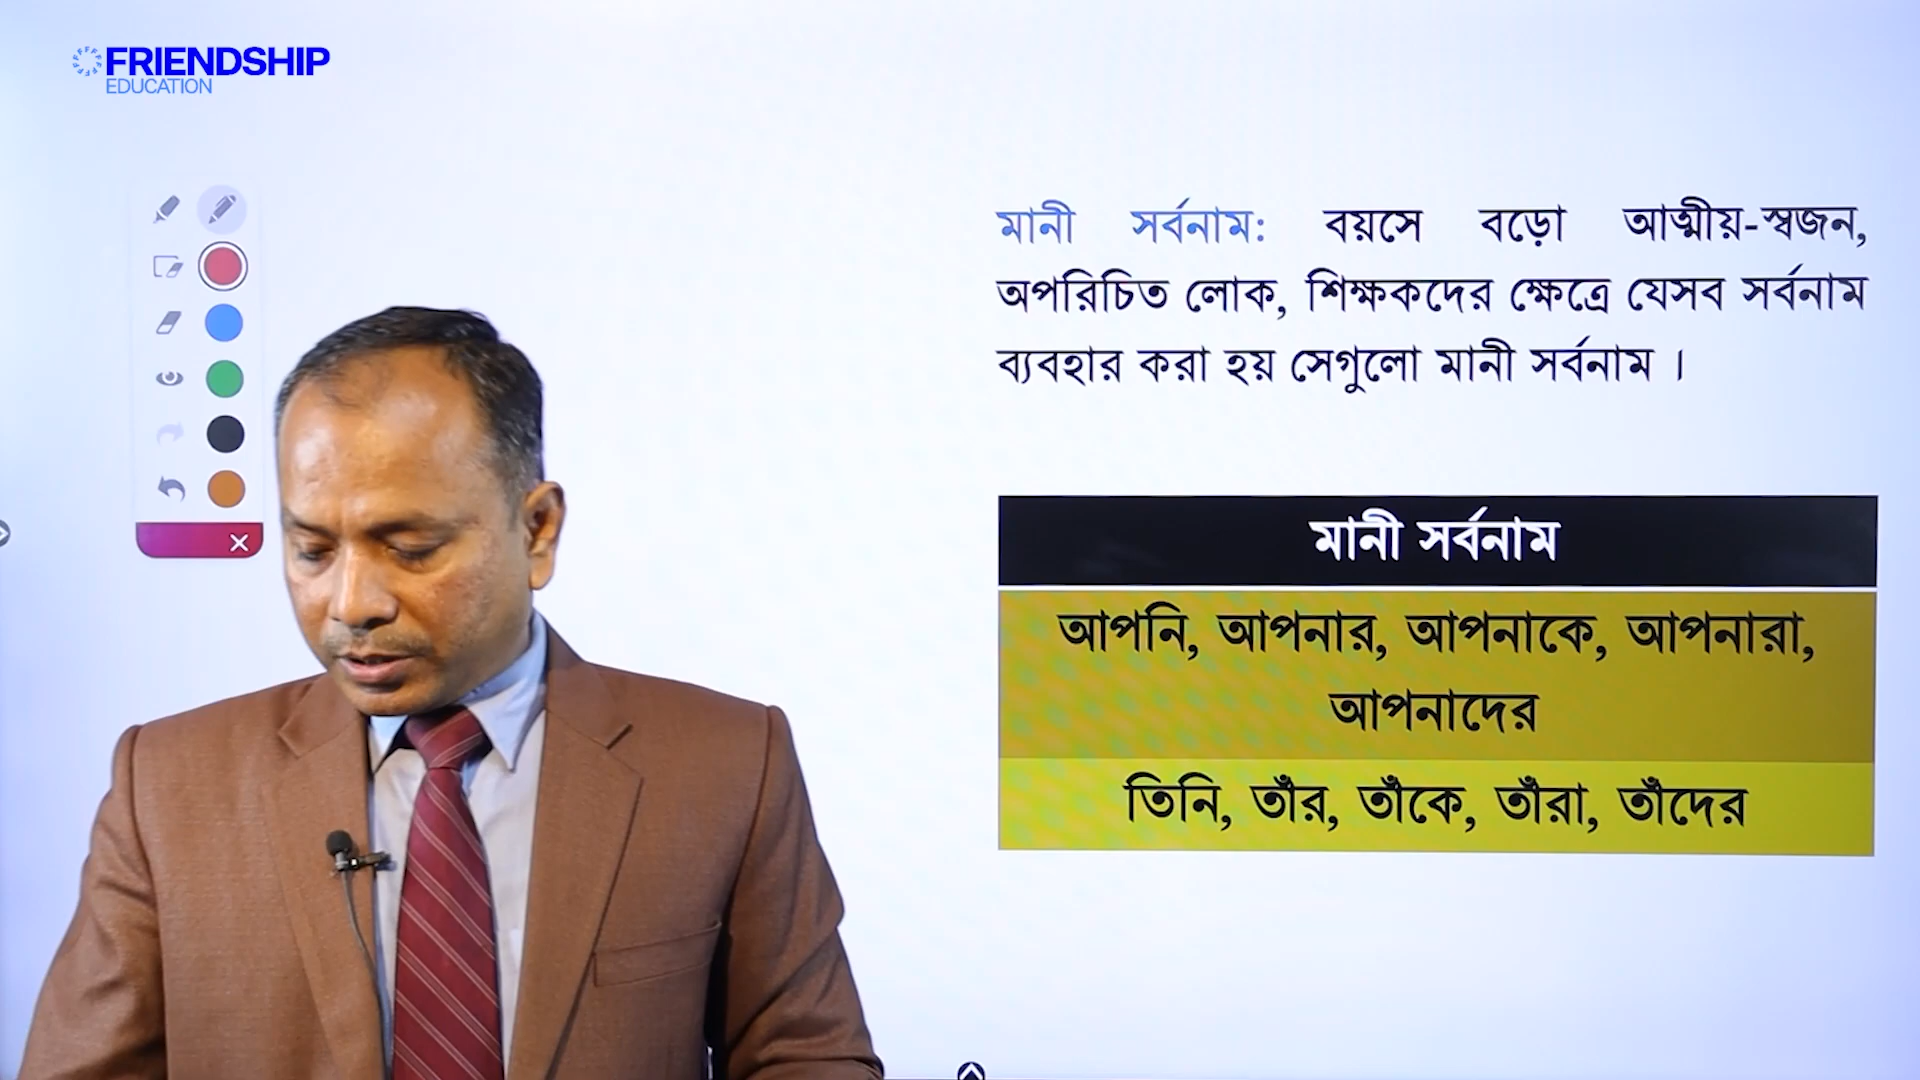 FRIENDSHIP
EDUCATION
মানী সর্বনাম: বয়সে বড়ো আত্মীয়-স্বজন,
অপরিচিত লোক, শিক্ষকদের ক্ষেত্রে যেসব সর্বনাম
ব্যবহার করা হয় সেগুলো মানী সর্বনাম ।
মানী সর্বনাম
আপনি, আপনার, আপনাকে, আপনারা,
আপনাদের
তিনি, তাঁর, তাঁকে, তাঁরা, তাঁদের